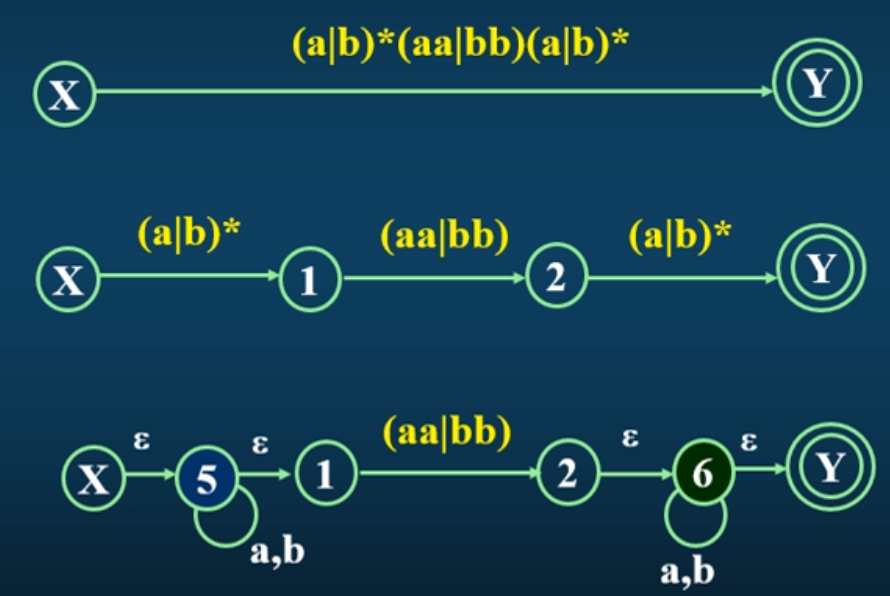 (a|b)*(aa|bb)(a|b)*
X Y
(a|b)* (aa|bb) (a|b)*
X 1 2 Y
(aa|bb)
ε ε ε ε
X 5 1 2 6 Y
a,b a,b